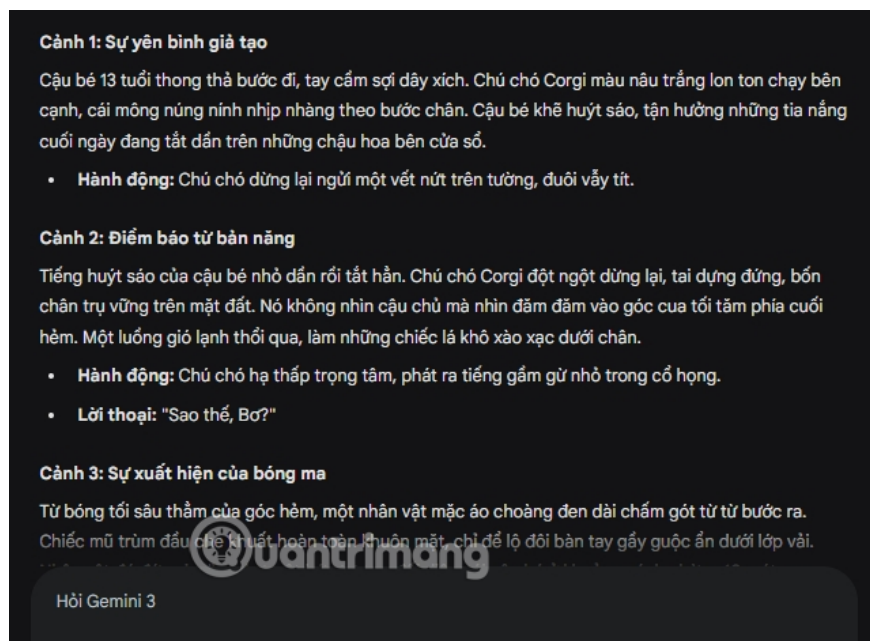 Cảnh 1: Sự yên bình giả tạo
Cậu bé 13 tuổi thong thả bước đi, tay cầm sợi dây xích. Chú chó Corgi màu nâu trắng lon ton chạy bên
cạnh, cái mông núng nính nhịp nhàng theo bước chân. Cậu bé khẽ huýt sáo, tận hưởng những tia nắng
cuối ngày đang tắt dần trên những chậu hoa bên cửa sổ.
• Hành động: Chú chó dừng lại ngửi một vết nứt trên tường, đuôi vẫy tít.
Cảnh 2: Điềm báo từ bản năng
Tiếng huýt sáo của cậu bé nhỏ dần rồi tắt hẳn. Chú chó Corgi đột ngột dừng lại, tai dựng đứng, bốn
chân trụ vững trên mặt đất. Nó không nhìn cậu chủ mà nhìn đăm đăm vào góc cua tối tăm phía cuối
hẻm. Một luồng gió lạnh thổi qua, làm những chiếc lá khô xào xạc dưới chân.
• Hành động: Chú chó hạ thấp trọng tâm, phát ra tiếng gầm gừ nhỏ trong cổ họng.
• Lời thoại: "Sao thế, Bơ?"
Cảnh 3: Sự xuất hiện của bóng ma
Từ bóng tối sâu thẳm của góc hẻm, một nhân vật mặc áo choàng đen dài chấm gót từ từ bước ra.
Chiếc mũ trùm đầu che khuất hoàn toàn khuôn mặt, chỉ để lộ đôi bàn tay gầy guộc ẩn dưới lớp vải.
Quantrimang
Hỏi Gemini 3